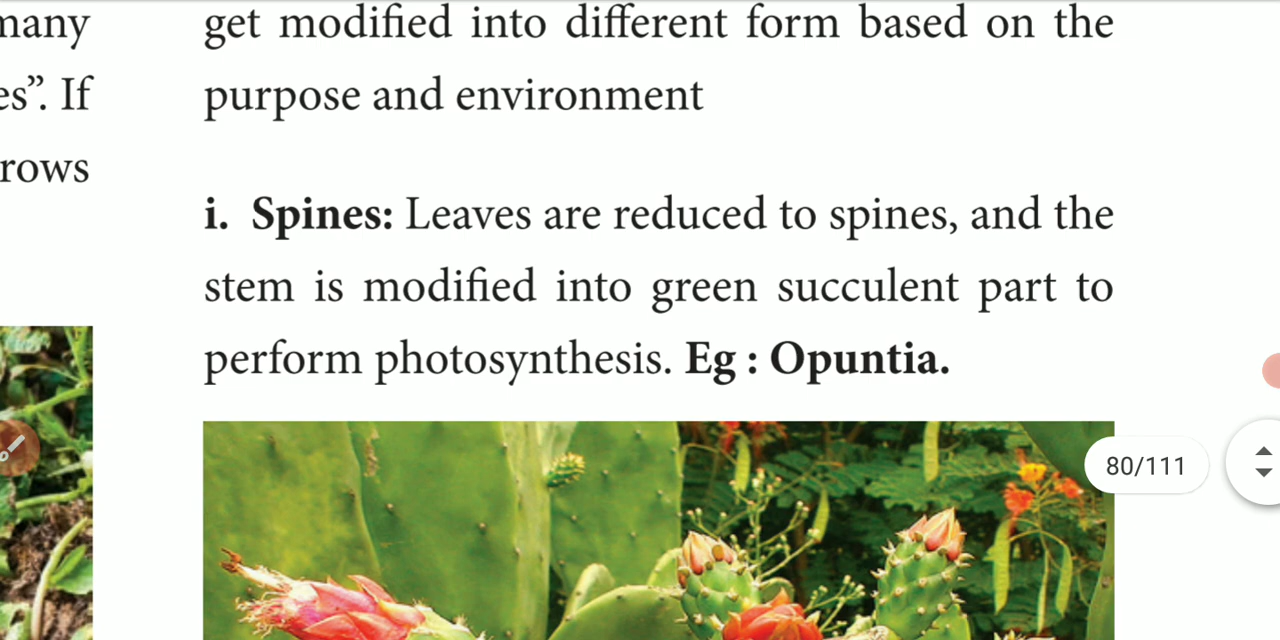 many
es”. If
rows
get modified into different form based on the
purpose and environment
i. Spines: Leaves are reduced to spines, and the
stem is modified into green succulent part to
perform photosynthesis. Eg : Opuntia.
80/111